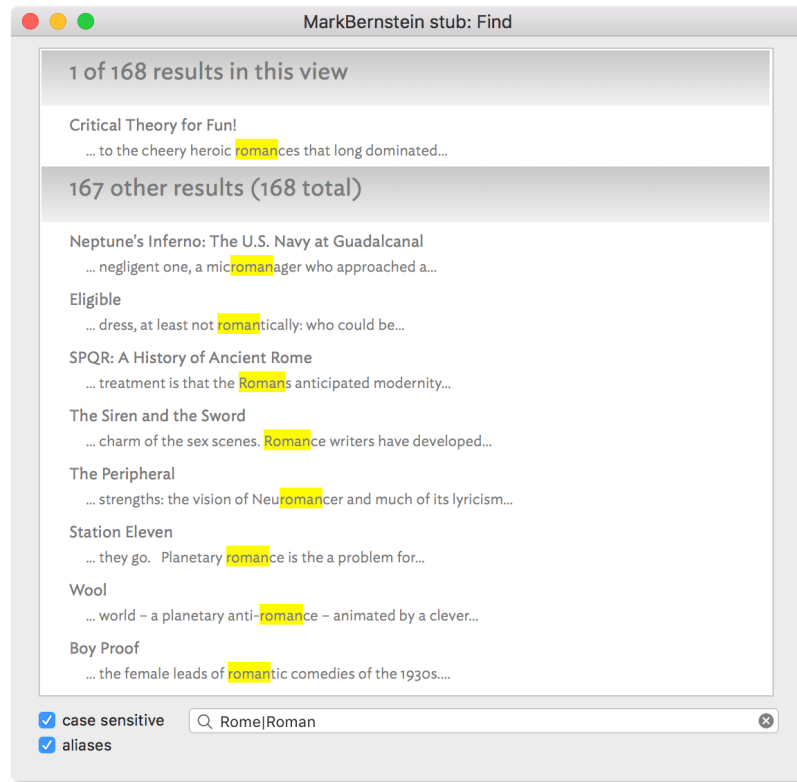 MarkBernstein stub: Find
1 of 168 results in this view
Critical Theory for Fun!
... to the cheery heroic romances that long dominated...
167 other results (168 total)
Neptune's Inferno: The U.S. Navy at Guadalcanal
... negligent one, a micromanager who approached a...
Eligible
... dress, at least not romantically: who could be...
SPQR: A History of Ancient Rome
... treatment is that the Romans anticipated modernity...
The Siren and the Sword
... charm of the sex scenes. Romance writers have developed...
The Peripheral
... strengths: the vision of Neuromancer and much of its lyricism...
Station Eleven
... they go.   Planetary romance is the a problem for...
Wool
... world – a planetary anti-romance – animated by a clever...
Boy Proof
... the female leads of romantic comedies of the 1930s....
case sensitive
Rome|Roman
aliases